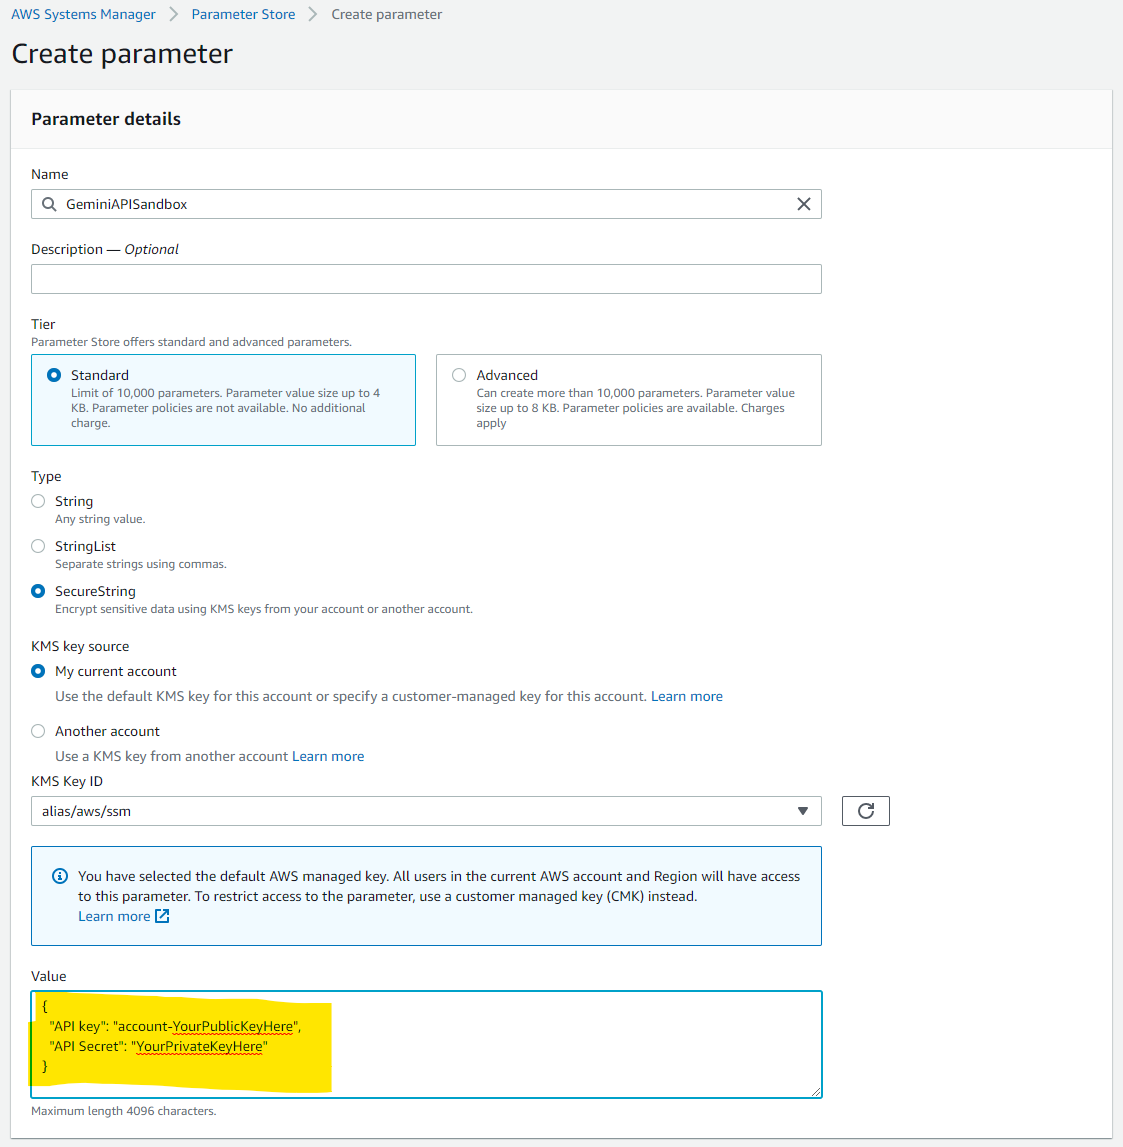 AWS Systems Manager > Parameter Store > Create parameter
Create parameter
Parameter details
Name
GeminiAPISandbox
Description — Optional
Tier
Parameter Store offers standard and advanced parameters.
Standard
Limit of 10,000 parameters. Parameter value size up to 4
KB. Parameter policies are not available. No additional
charge.
Advanced
Can create more than 10,000 parameters. Parameter value
size up to 8 KB. Parameter policies are available. Charges
apply
Type
String
Any string value.
StringList
Separate strings using commas.
SecureString
Encrypt sensitive data using KMS keys from your account or another account.
KMS key source
My current account
Use the default KMS key for this account or specify a customer-managed key for this account. Learn more
Another account
Use a KMS key from another account Learn more
KMS Key ID
alias/aws/ssm
You have selected the default AWS managed key. All users in the current AWS account and Region will have access
to this parameter. To restrict access to the parameter, use a customer managed key (CMK) instead.
Learn more
Value
{
"API key": "account-YourPublicKeyHere",
"API Secret": "YourPrivateKeyHere"
}
Maximum length 4096 characters.